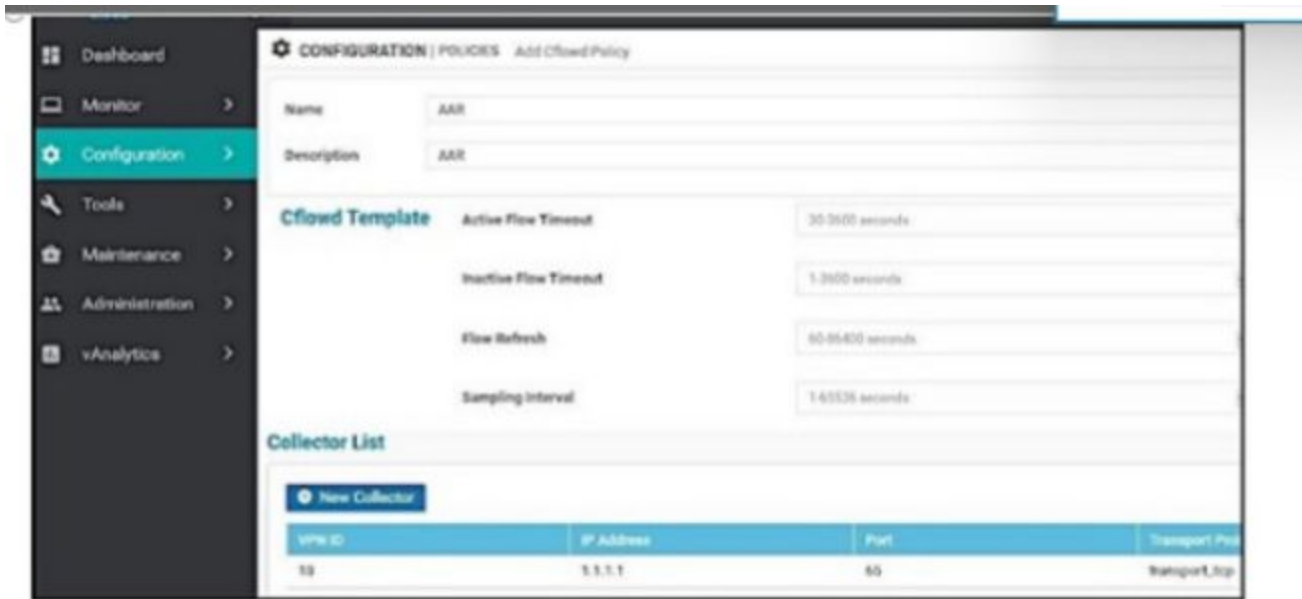 Dashboard
Monitor
Configuration
Tools
Maintenance
Administration
vAnalytics
CONFIGURATION | POLICIES Add Cflowd Policy
Name AAR
Description AAR
Cflowd Template
Active Flow Timeout 30-3600 seconds
Inactive Flow Timeout 1-3600 seconds
Flow Refresh 60-86400 seconds
Sampling Interval 1-65536 seconds
Collector List
New Collector
VPN ID IP Address Port Transport
10 1.1.1.1 65 transport_tcp